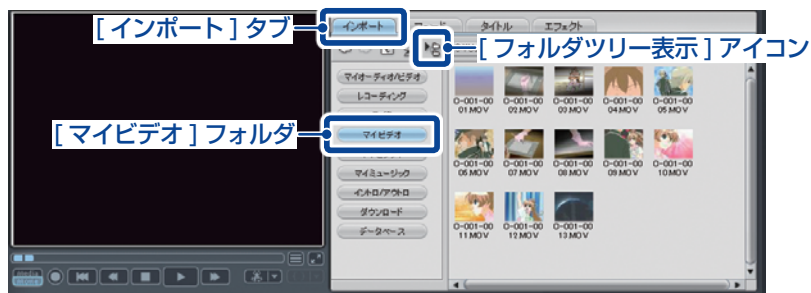 [インポート]タブ
インポート
タイトル
エフェクト
[フォルダツリー表示]アイコン
マイオーディオ/ビデオ
レコーディング
[マイビデオ]フォルダ
マイビデオ
マイミュージック
イントロ/アウトロ
ダウンロード
データベース
0-001-00
01.MOV
0-001-00
02.MOV
0-001-00
03.MOV
0-001-00
04.MOV
0-001-00
05.MOV
0-001-00
06.MOV
0-001-00
07.MOV
0-001-00
08.MOV
0-001-00
09.MOV
0-001-00
10.MOV
0-001-00
11.MOV
0-001-00
12.MOV
0-001-00
13.MOV